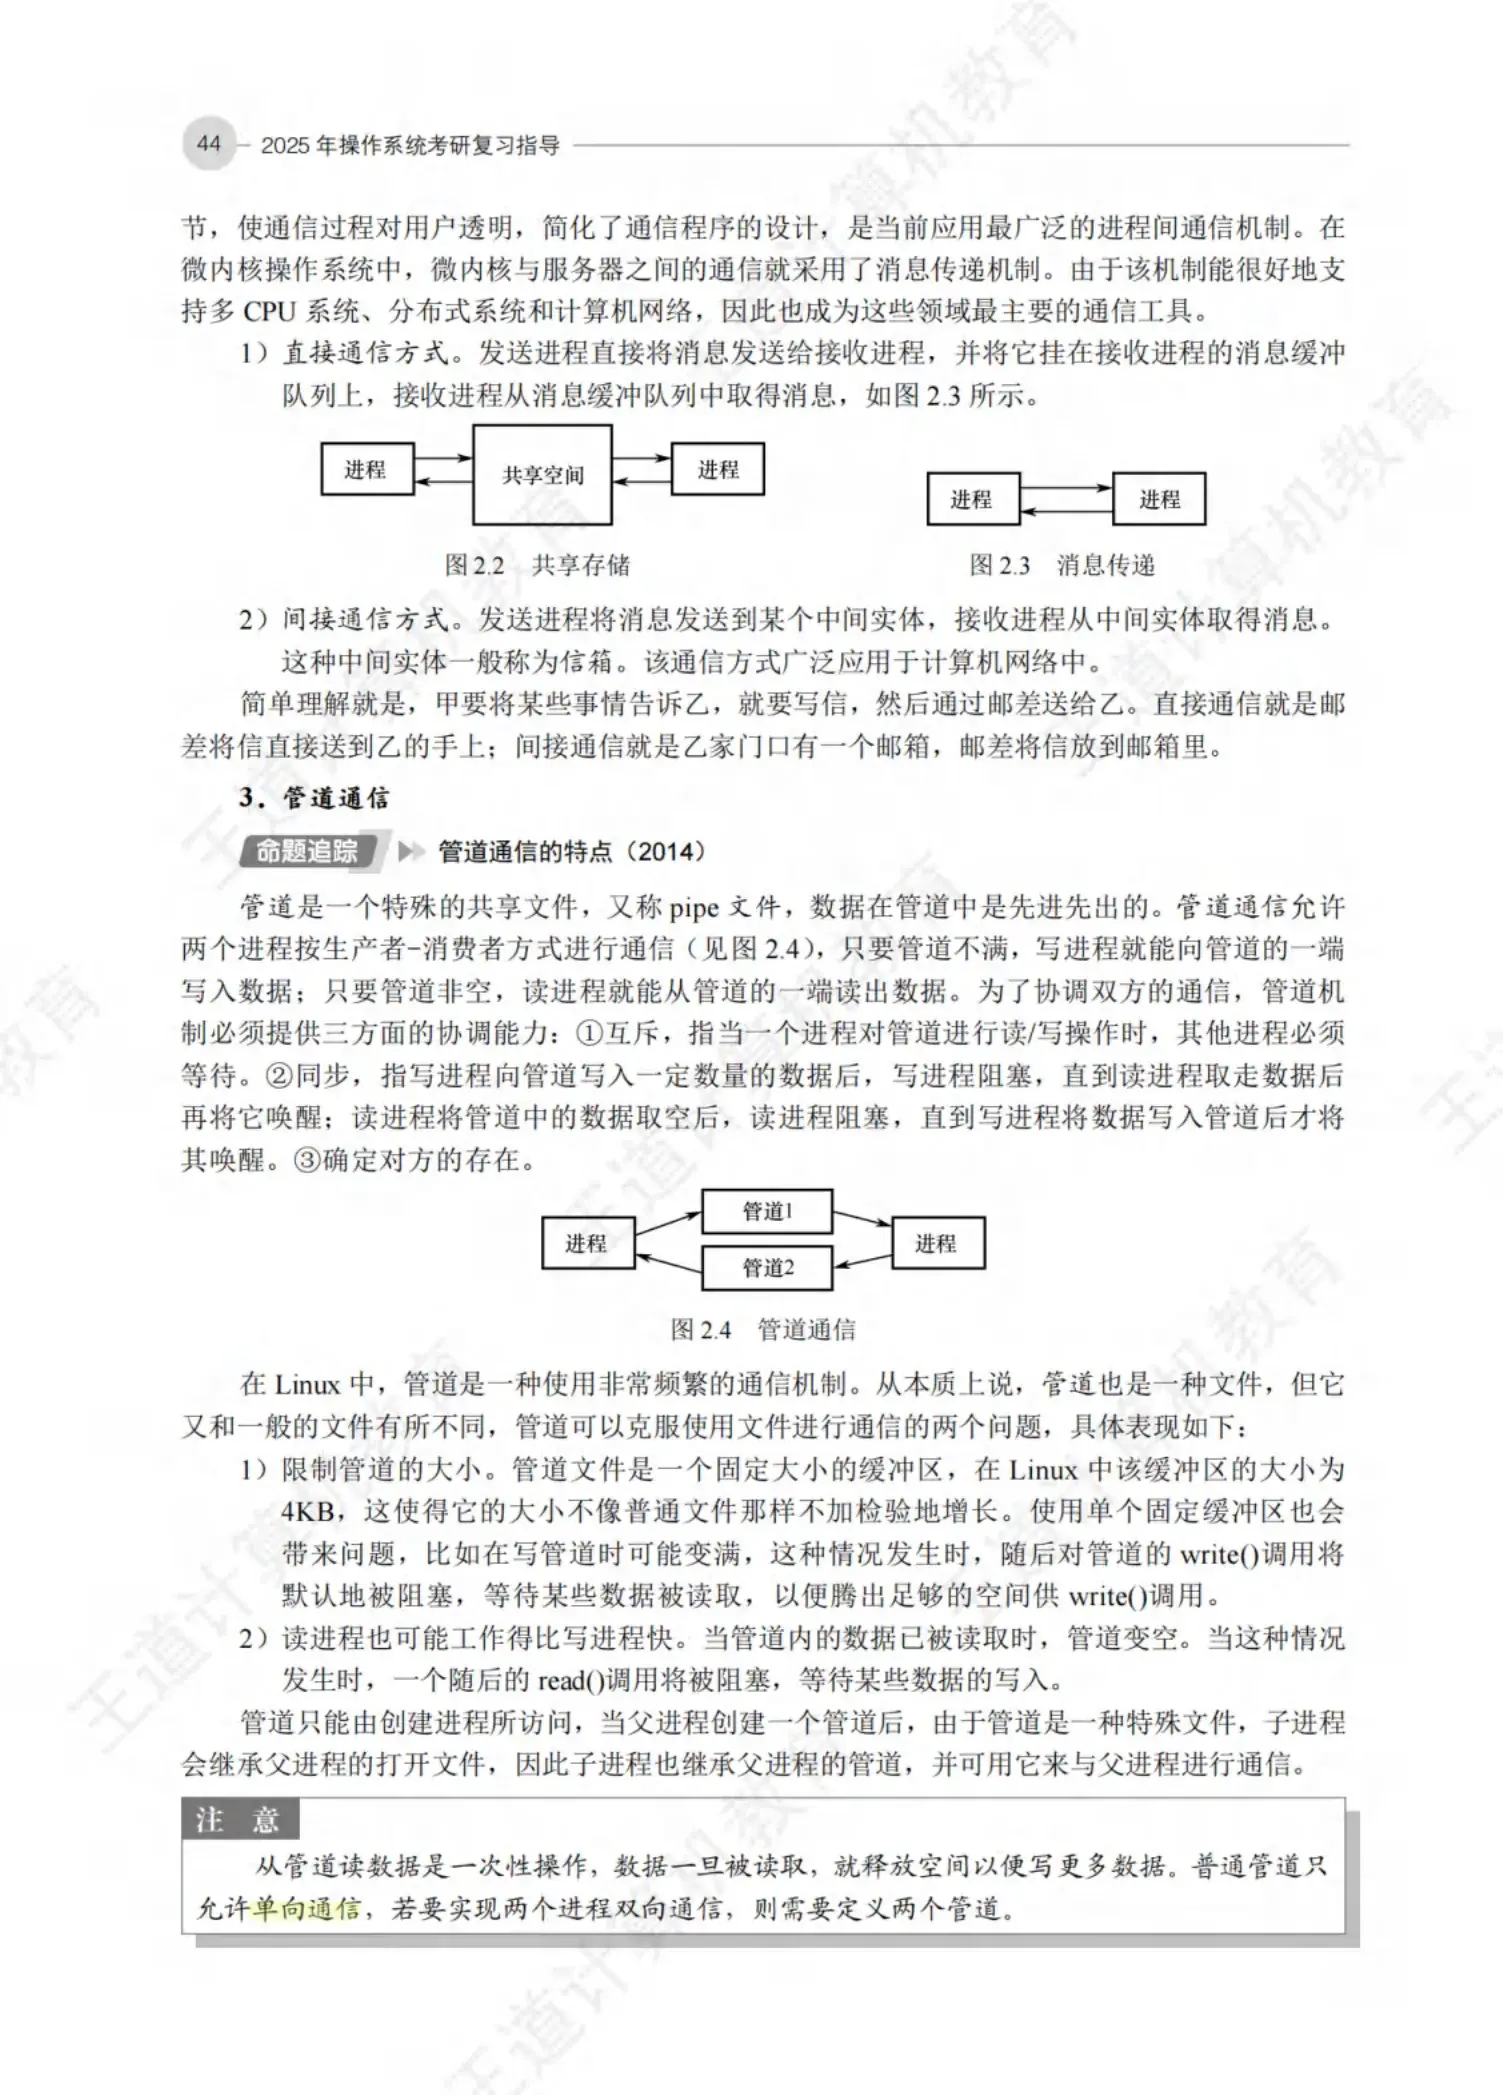 44 2025 年操作系统考研复习指导
节，使通信过程对用户透明，简化了通信程序的设计，是当前应用最广泛的进程间通信机制。在
微内核操作系统中，微内核与服务器之间的通信就采用了消息传递机制。由于该机制能很好地支
持多 CPU 系统、分布式系统和计算机网络，因此也成为这些领域最主要的通信工具。
1）直接通信方式。发送进程直接将消息发送给接收进程，并将它挂在接收进程的消息缓冲
队列上，接收进程从消息缓冲队列中取得消息，如图 2.3 所示。
进程 共享空间 进程
进程 进程
图 2.2 共享存储 图 2.3 消息传递
2）间接通信方式。发送进程将消息发送到某个中间实体，接收进程从中间实体取得消息。
这种中间实体一般称为信箱。该通信方式广泛应用于计算机网络中。
简单理解就是，甲要将某些事情告诉乙，就要写信，然后通过邮差送给乙。直接通信就是邮
差将信直接送到乙的手上；间接通信就是乙家门口有一个邮箱，邮差将信放到邮箱里。
3．管道通信
命题追踪 管道通信的特点（2014）
管道是一个特殊的共享文件，又称 pipe 文件，数据在管道中是先进先出的。管道通信允许
两个进程按生产者-消费者方式进行通信（见图 2.4），只要管道不满，写进程就能向管道的一端
写入数据；只要管道非空，读进程就能从管道的一端读出数据。为了协调双方的通信，管道机
制必须提供三方面的协调能力：①互斥，指当一个进程对管道进行读/写操作时，其他进程必须
等待。②同步，指写进程向管道写入一定数量的数据后，写进程阻塞，直到读进程取走数据后
再将它唤醒；读进程将管道中的数据取空后，读进程阻塞，直到写进程将数据写入管道后才将
其唤醒。③确定对方的存在。
管道1
进程 进程
管道2
图 2.4 管道通信
在 Linux 中，管道是一种使用非常频繁的通信机制。从本质上说，管道也是一种文件，但它
又和一般的文件有所不同，管道可以克服使用文件进行通信的两个问题，具体表现如下：
1）限制管道的大小。管道文件是一个固定大小的缓冲区，在 Linux 中该缓冲区的大小为
4KB，这使得它的大小不像普通文件那样不加检验地增长。使用单个固定缓冲区也会
带来问题，比如在写管道时可能变满，这种情况发生时，随后对管道的 write()调用将
默认地被阻塞，等待某些数据被读取，以便腾出足够的空间供 write()调用。
2）读进程也可能工作得比写进程快。当管道内的数据已被读取时，管道变空。当这种情况
发生时，一个随后的 read()调用将被阻塞，等待某些数据的写入。
管道只能由创建进程所访问，当父进程创建一个管道后，由于管道是一种特殊文件，子进程
会继承父进程的打开文件，因此子进程也继承父进程的管道，并可用它来与父进程进行通信。
注 意
从管道读数据是一次性操作，数据一旦被读取，就释放空间以便写更多数据。普通管道只
允许单向通信，若要实现两个进程双向通信，则需要定义两个管道。
王道计算机教育
王道计算机教育
王道计算机教育
王道计算机教育
王道计算机教育
王道计算机教育
王道计算机教育
教育
王道